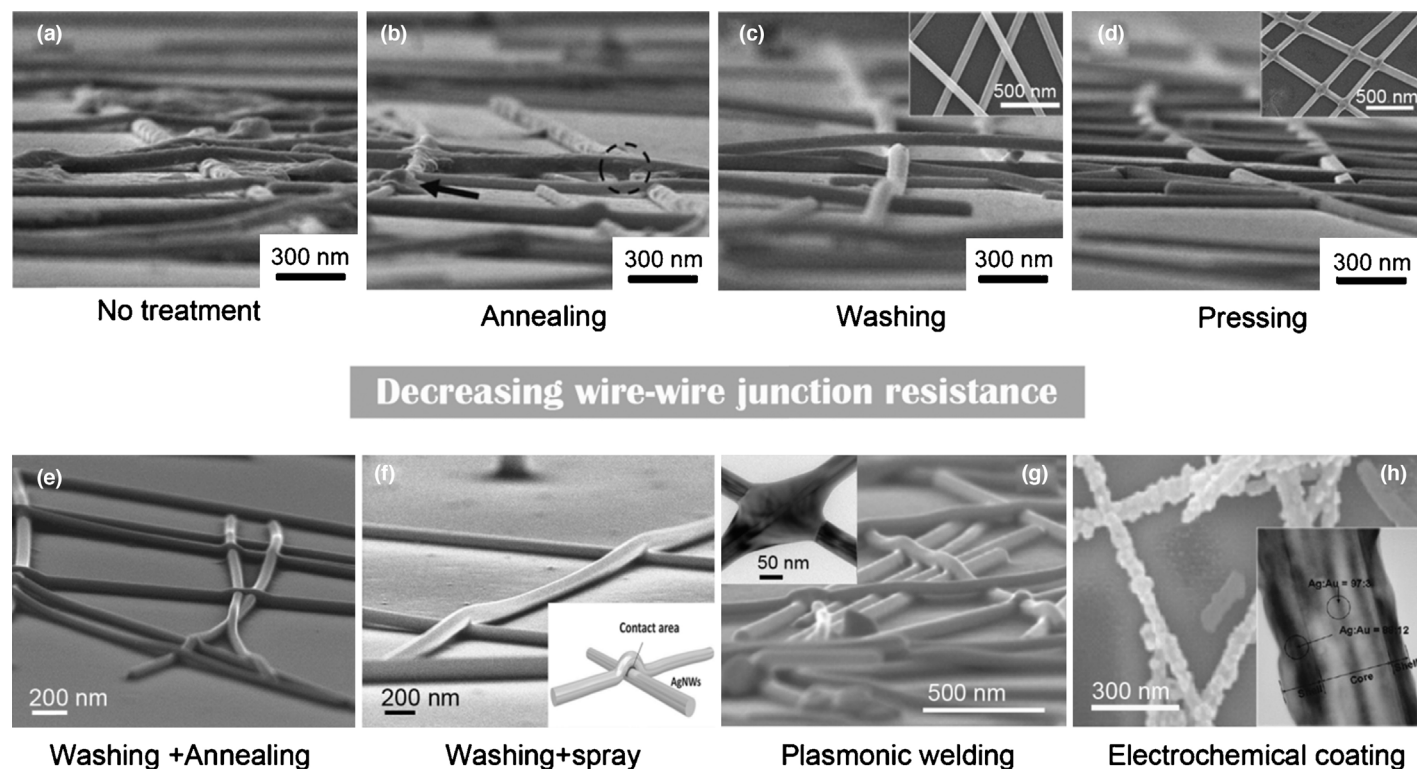 (a)
(b)
(c)
(d)
500 nm
500 nm
300 nm
300 nm
300 nm
300 nm
No treatment
Annealing
Washing
Pressing
Decreasing wire-wire junction resistance
(e)
(f)
(g)
(h)
50 nm
Contact area
AgNWs
Ag:Au = 97:3
Core
Shell
200 nm
200 nm
500 nm
300 nm
Washing +Annealing
Washing+spray
Plasmonic welding
Electrochemical coating